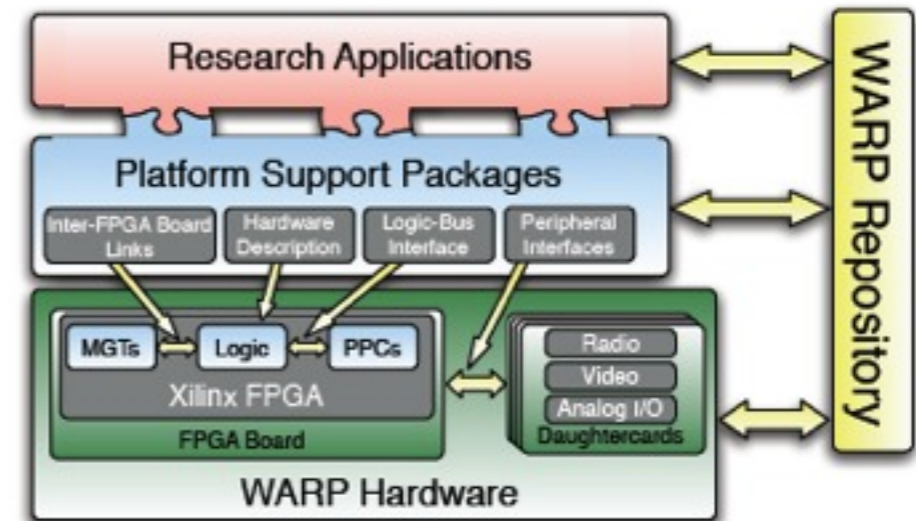 Research Applications
WARP Repository
Platform Support Packages
Inter-FPGA Board
Links
Hardware
Description
Logic-Bus
Interface
Peripheral
Interfaces
MGTs
Logic
PPCs
Xilinx FPGA
FPGA Board
Radio
Video
Analog I/O
Daughtercards
WARP Hardware